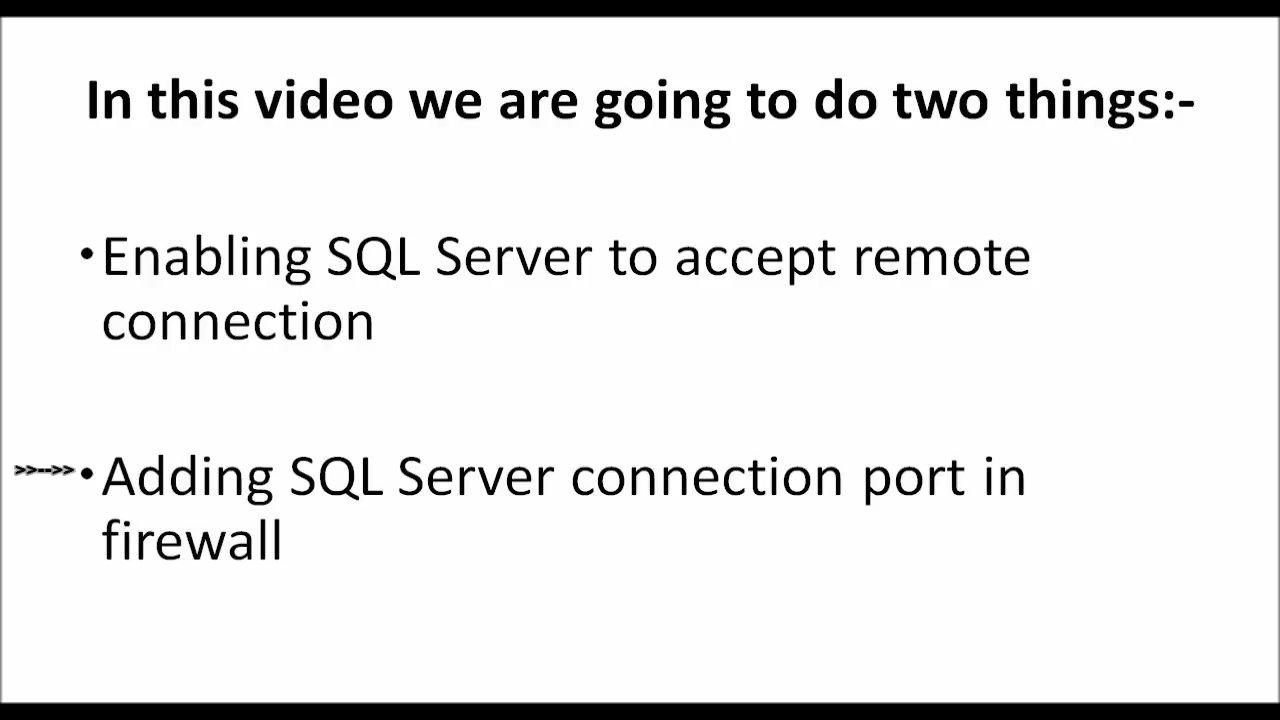 In this video we are going to do two things:-
•Enabling SQL Server to accept remote
connection
>>-->>•Adding SQL Server connection port in
firewall